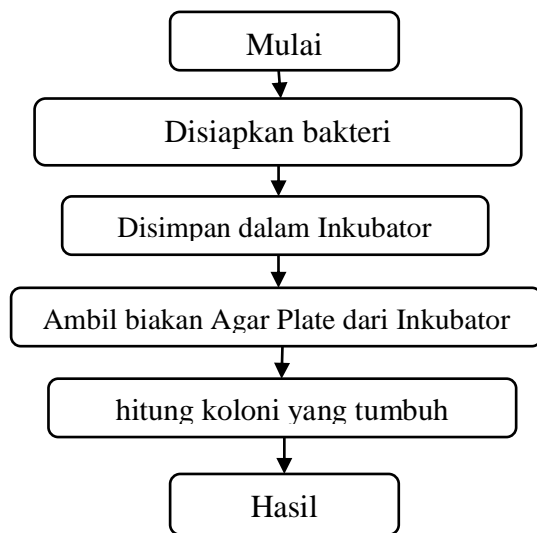 Mulai
Disiapkan bakteri
Disimpan dalam Inkubator
Ambil biakan Agar Plate dari Inkubator
hitung koloni yang tumbuh
Hasil